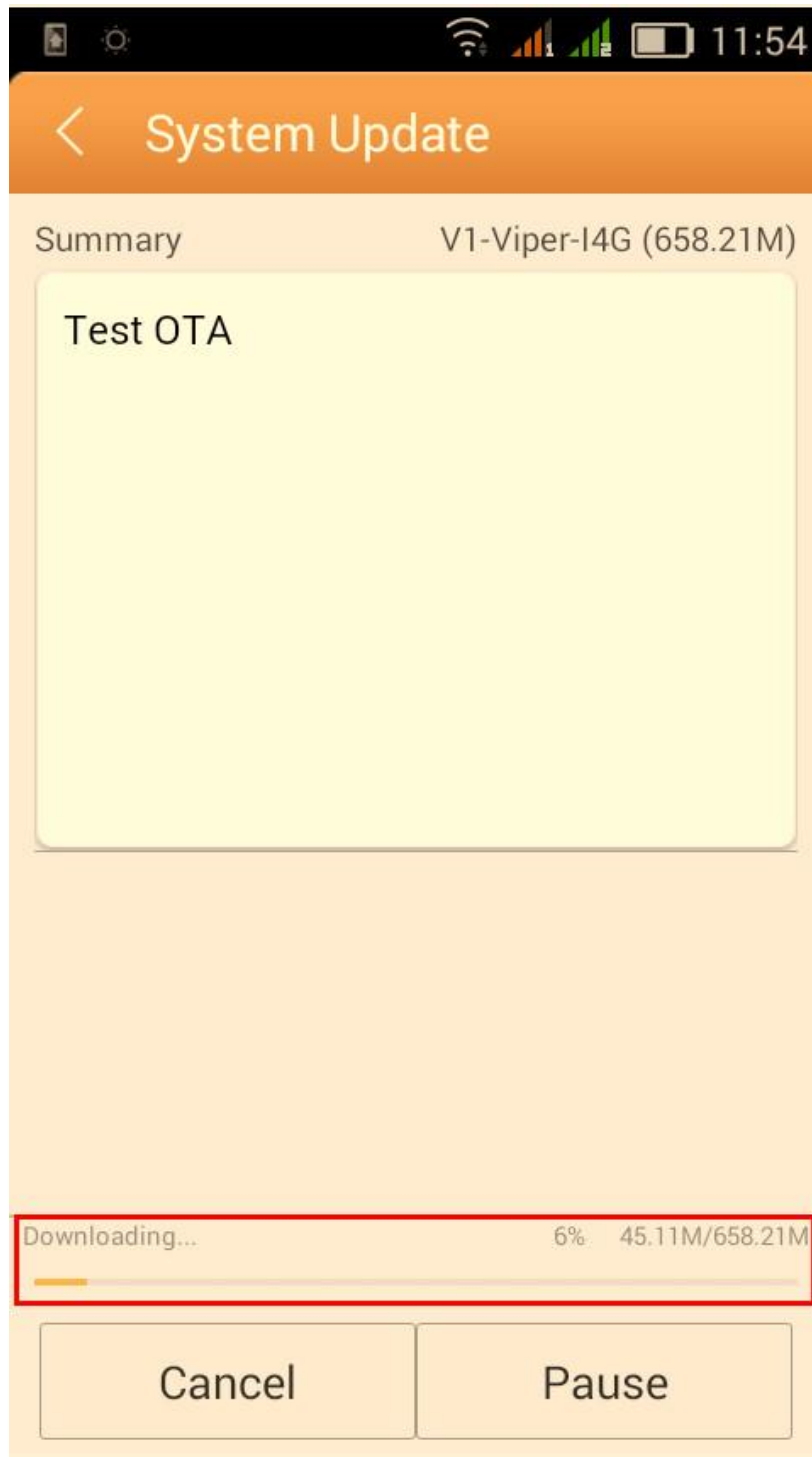 11:54
System Update
Summary V1-Viper-I4G (658.21M)
Test OTA
Downloading... 6% 45.11M/658.21M
Cancel Pause